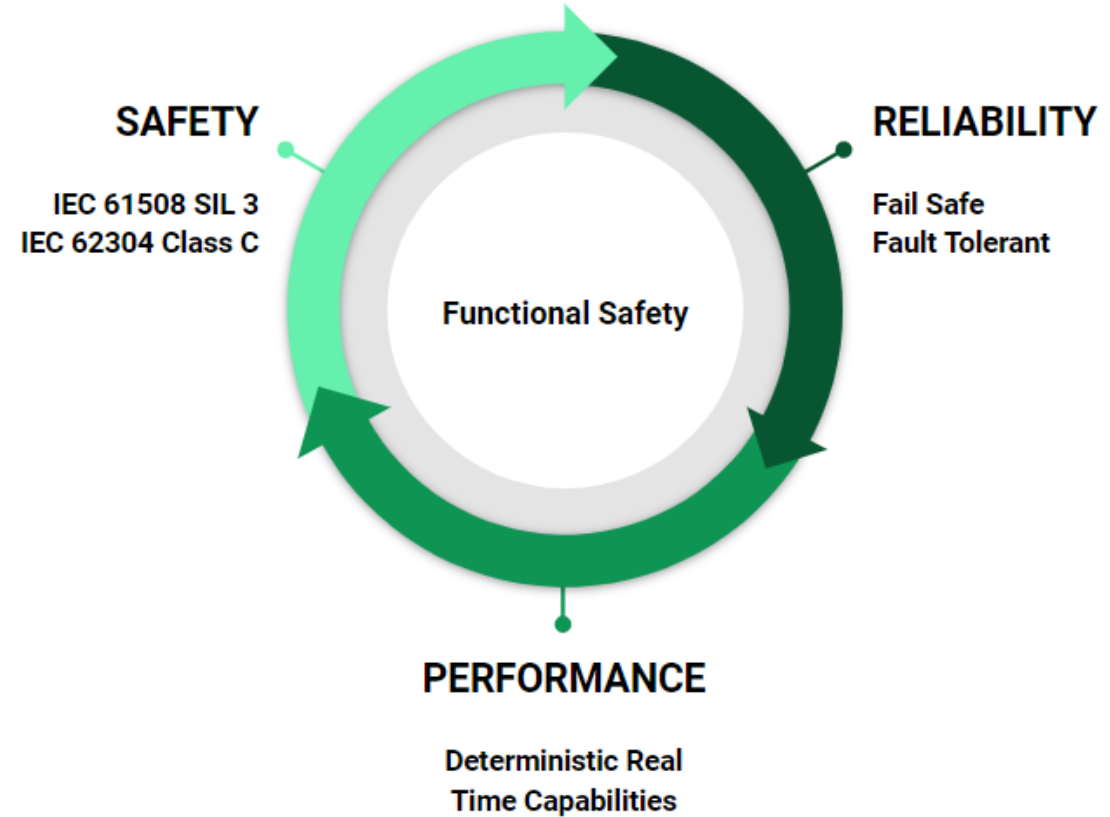 SAFETY
IEC 61508 SIL 3
IEC 62304 Class C
RELIABILITY
Fail Safe
Fault Tolerant
Functional Safety
PERFORMANCE
Deterministic Real
Time Capabilities